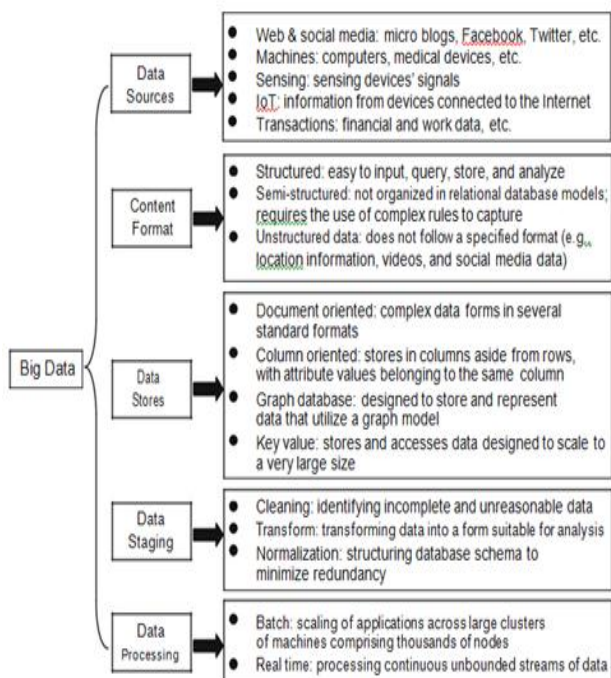 Big Data
Data
Sources
Web & social media: micro blogs, Facebook, Twitter, etc.
Machines: computers, medical devices, etc.
Sensing: sensing devices' signals
IoT: information from devices connected to the Internet
Transactions: financial and work data, etc.
Content
Format
Structured: easy to input, query, store, and analyze
Semi-structured: not organized in relational database models;
requires the use of complex rules to capture
Unstructured data: does not follow a specified format (e.g.,
location information, videos, and social media data)
Data
Stores
Document oriented: complex data forms in several
standard formats
Column oriented: stores in columns aside from rows,
with attribute values belonging to the same column
Graph database: designed to store and represent
data that utilize a graph model
Key value: stores and accesses data designed to scale to
a very large size
Data
Staging
Cleaning: identifying incomplete and unreasonable data
Transform: transforming data into a form suitable for analysis
Normalization: structuring database schema to
minimize redundancy
Data
Processing
Batch: scaling of applications across large clusters
of machines comprising thousands of nodes
Real time: processing continuous unbounded streams of data